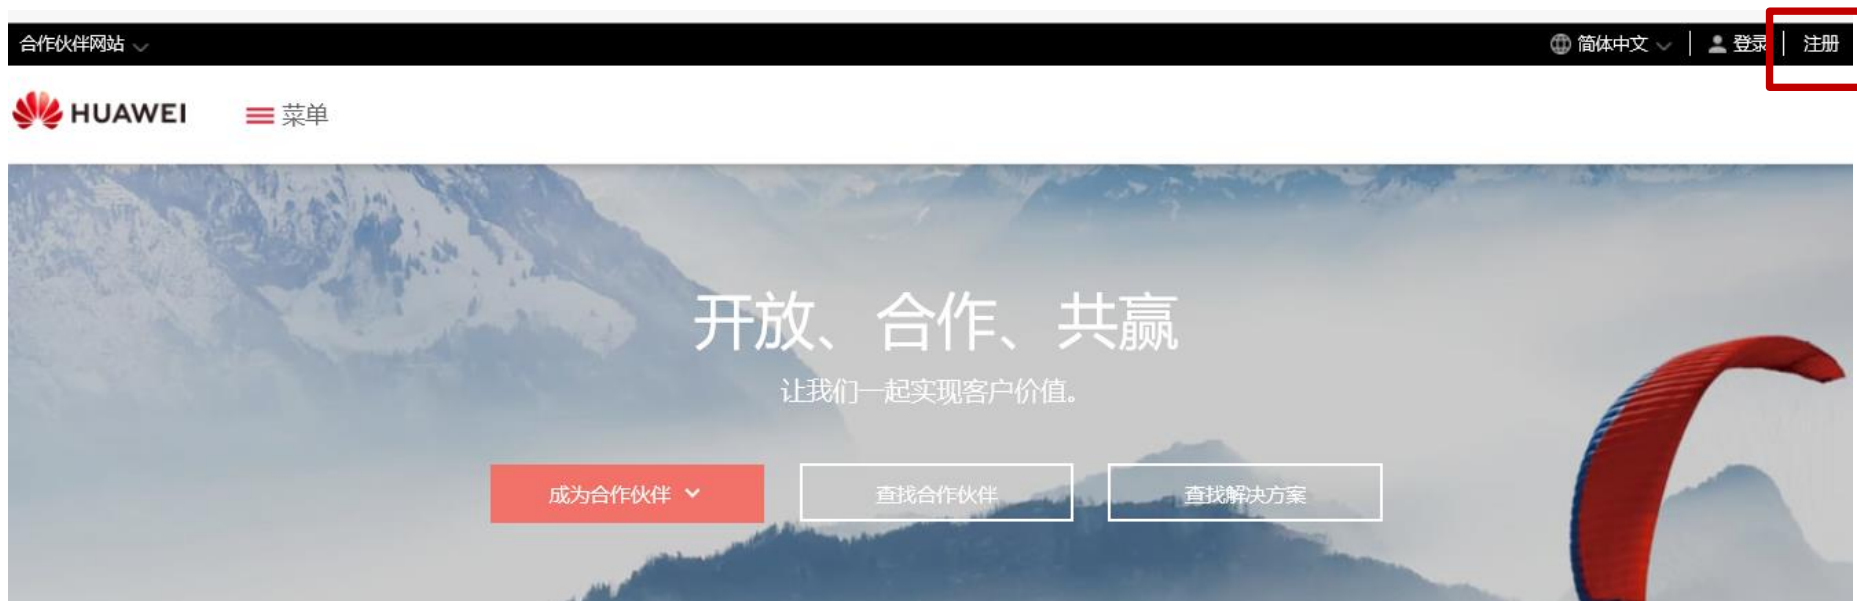 合作伙伴网站
简体中文 登录 注册
HUAWEI 菜单
开放、合作、共赢
让我们一起实现客户价值。
成为合作伙伴 查找合作伙伴 查找解决方案